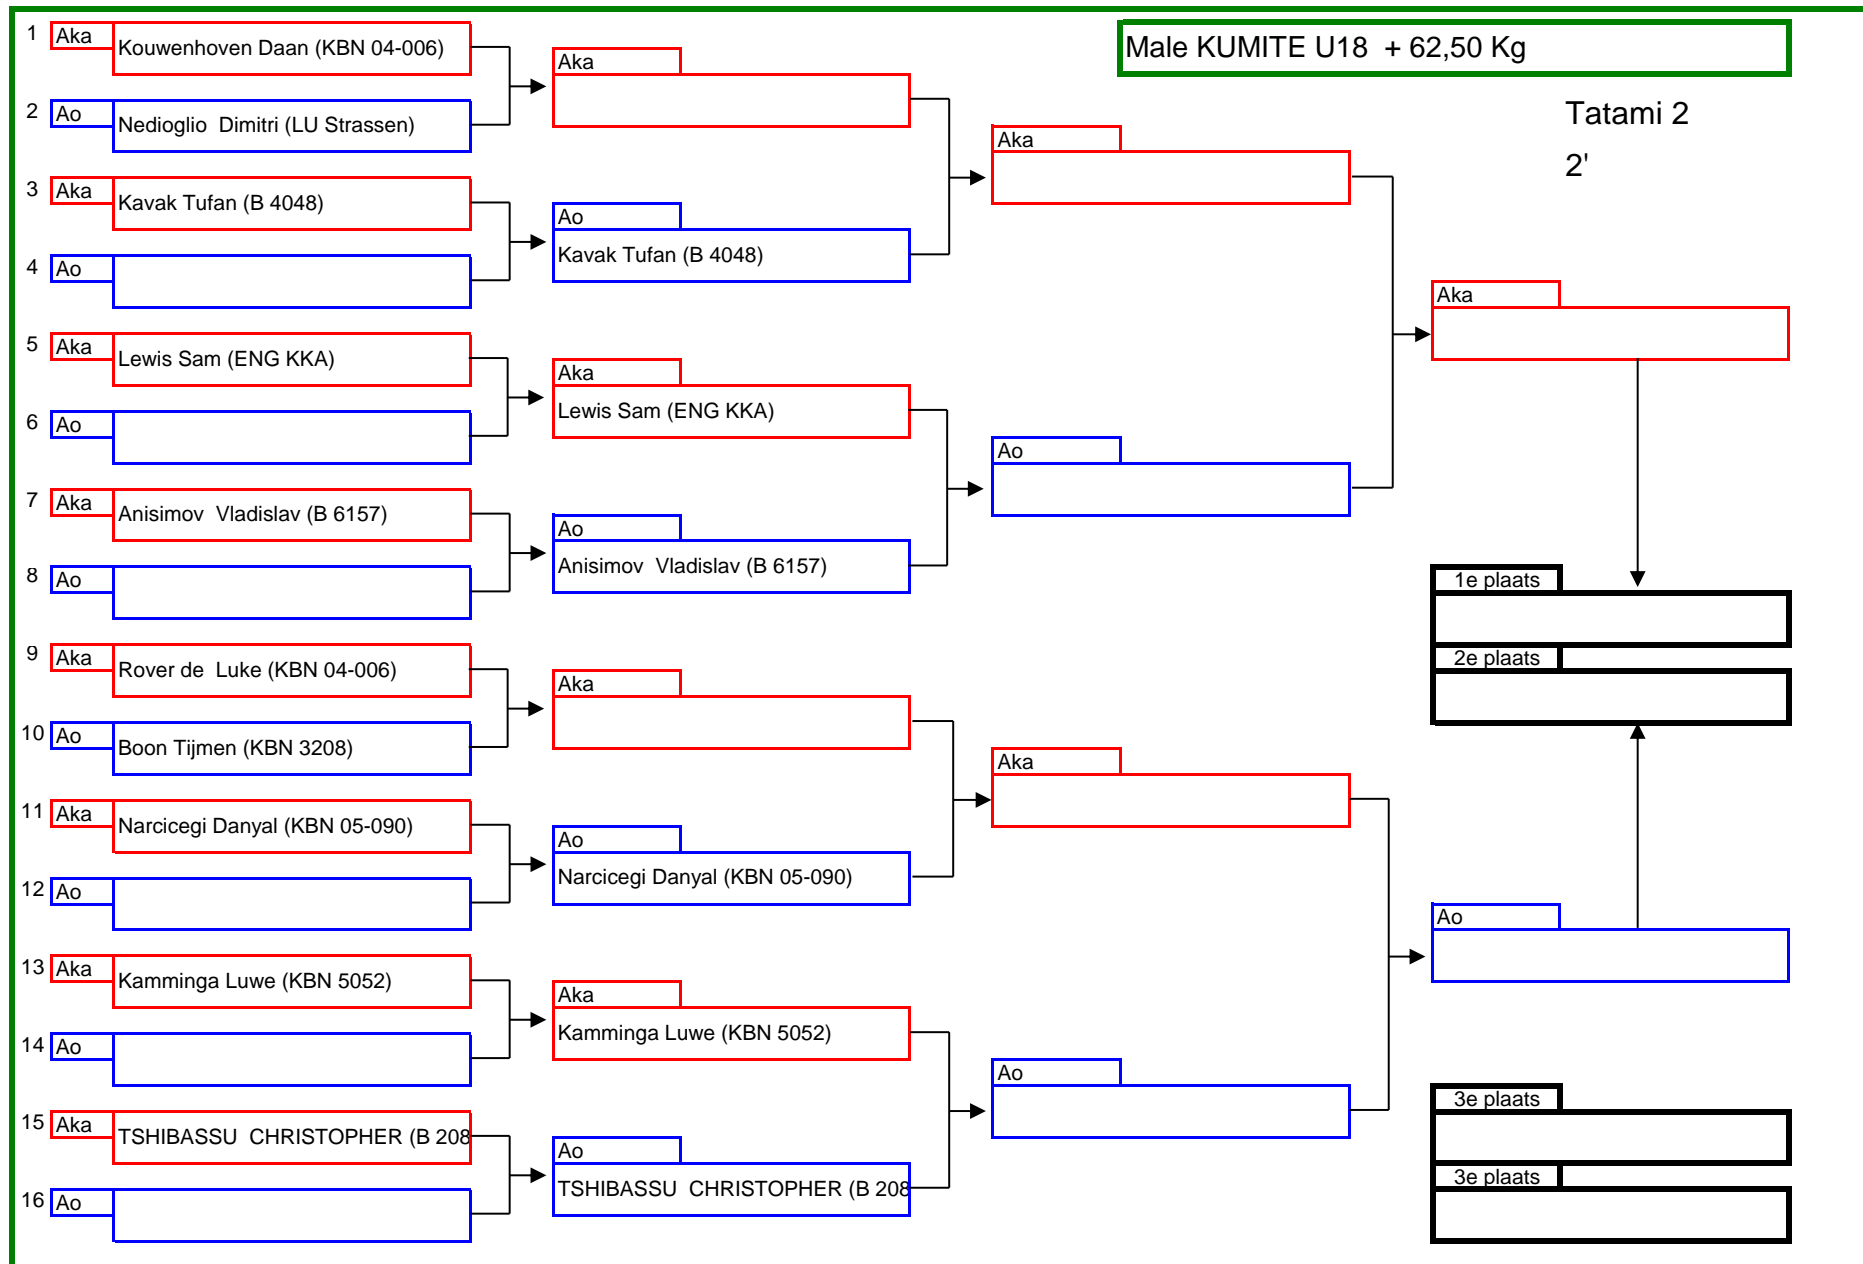 Male KUMITE U18  + 62,50 Kg
Tatami 2
2'
1 Aka Kouwenhoven Daan (KBN 04-006)
2 Ao Nedioglio  Dimitri (LU Strassen)
3 Aka Kavak Tufan (B 4048)
4 Ao
5 Aka Lewis Sam (ENG KKA)
6 Ao
7 Aka Anisimov  Vladislav (B 6157)
8 Ao
9 Aka Rover de  Luke (KBN 04-006)
10 Ao Boon Tijmen (KBN 3208)
11 Aka Narcicegi Danyal (KBN 05-090)
12 Ao
13 Aka Kamminga Luwe (KBN 5052)
14 Ao
15 Aka TSHIBASSU  CHRISTOPHER (B 208
16 Ao
Aka
Ao
Kavak Tufan (B 4048)
Aka
Lewis Sam (ENG KKA)
Ao
Anisimov  Vladislav (B 6157)
Aka
Ao
Narcicegi Danyal (KBN 05-090)
Aka
Kamminga Luwe (KBN 5052)
Ao
TSHIBASSU  CHRISTOPHER (B 208
Aka
Ao
Aka
Ao
Aka
Ao
1e plaats
2e plaats
3e plaats
3e plaats